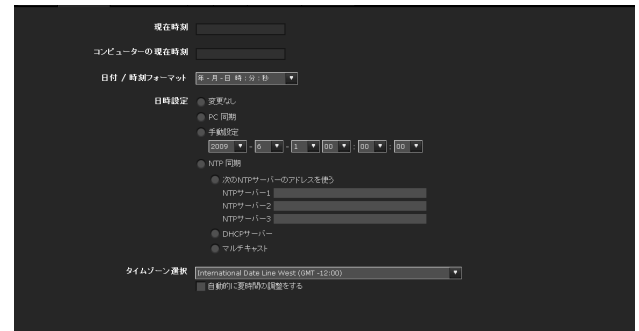 現在時刻
コンピューターの現在時刻
日付 / 時刻フォーマット 年-月-日 時:分:秒
日時設定 変更なし
PC 同期
手動設定
2009 - 6 - 1 00 : 00 : 00
NTP 同期
次のNTPサーバーのアドレスを使う
NTPサーバー1
NTPサーバー2
NTPサーバー3
DHCPサーバー
マルチキャスト
タイムゾーン選択 International Date Line West (GMT -12:00)
自動的に夏時間の調整をする